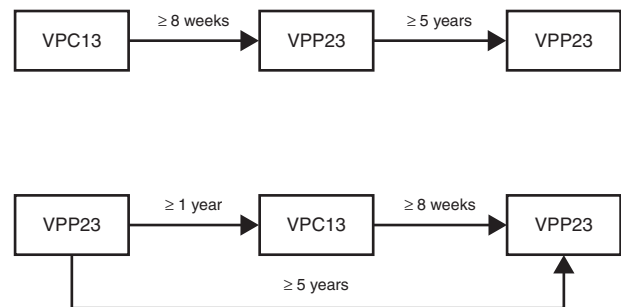 ≥ 8 weeks ≥ 5 years
VPC13 VPP23 VPP23
≥ 1 year ≥ 8 weeks
VPP23 VPC13 VPP23
≥ 5 years